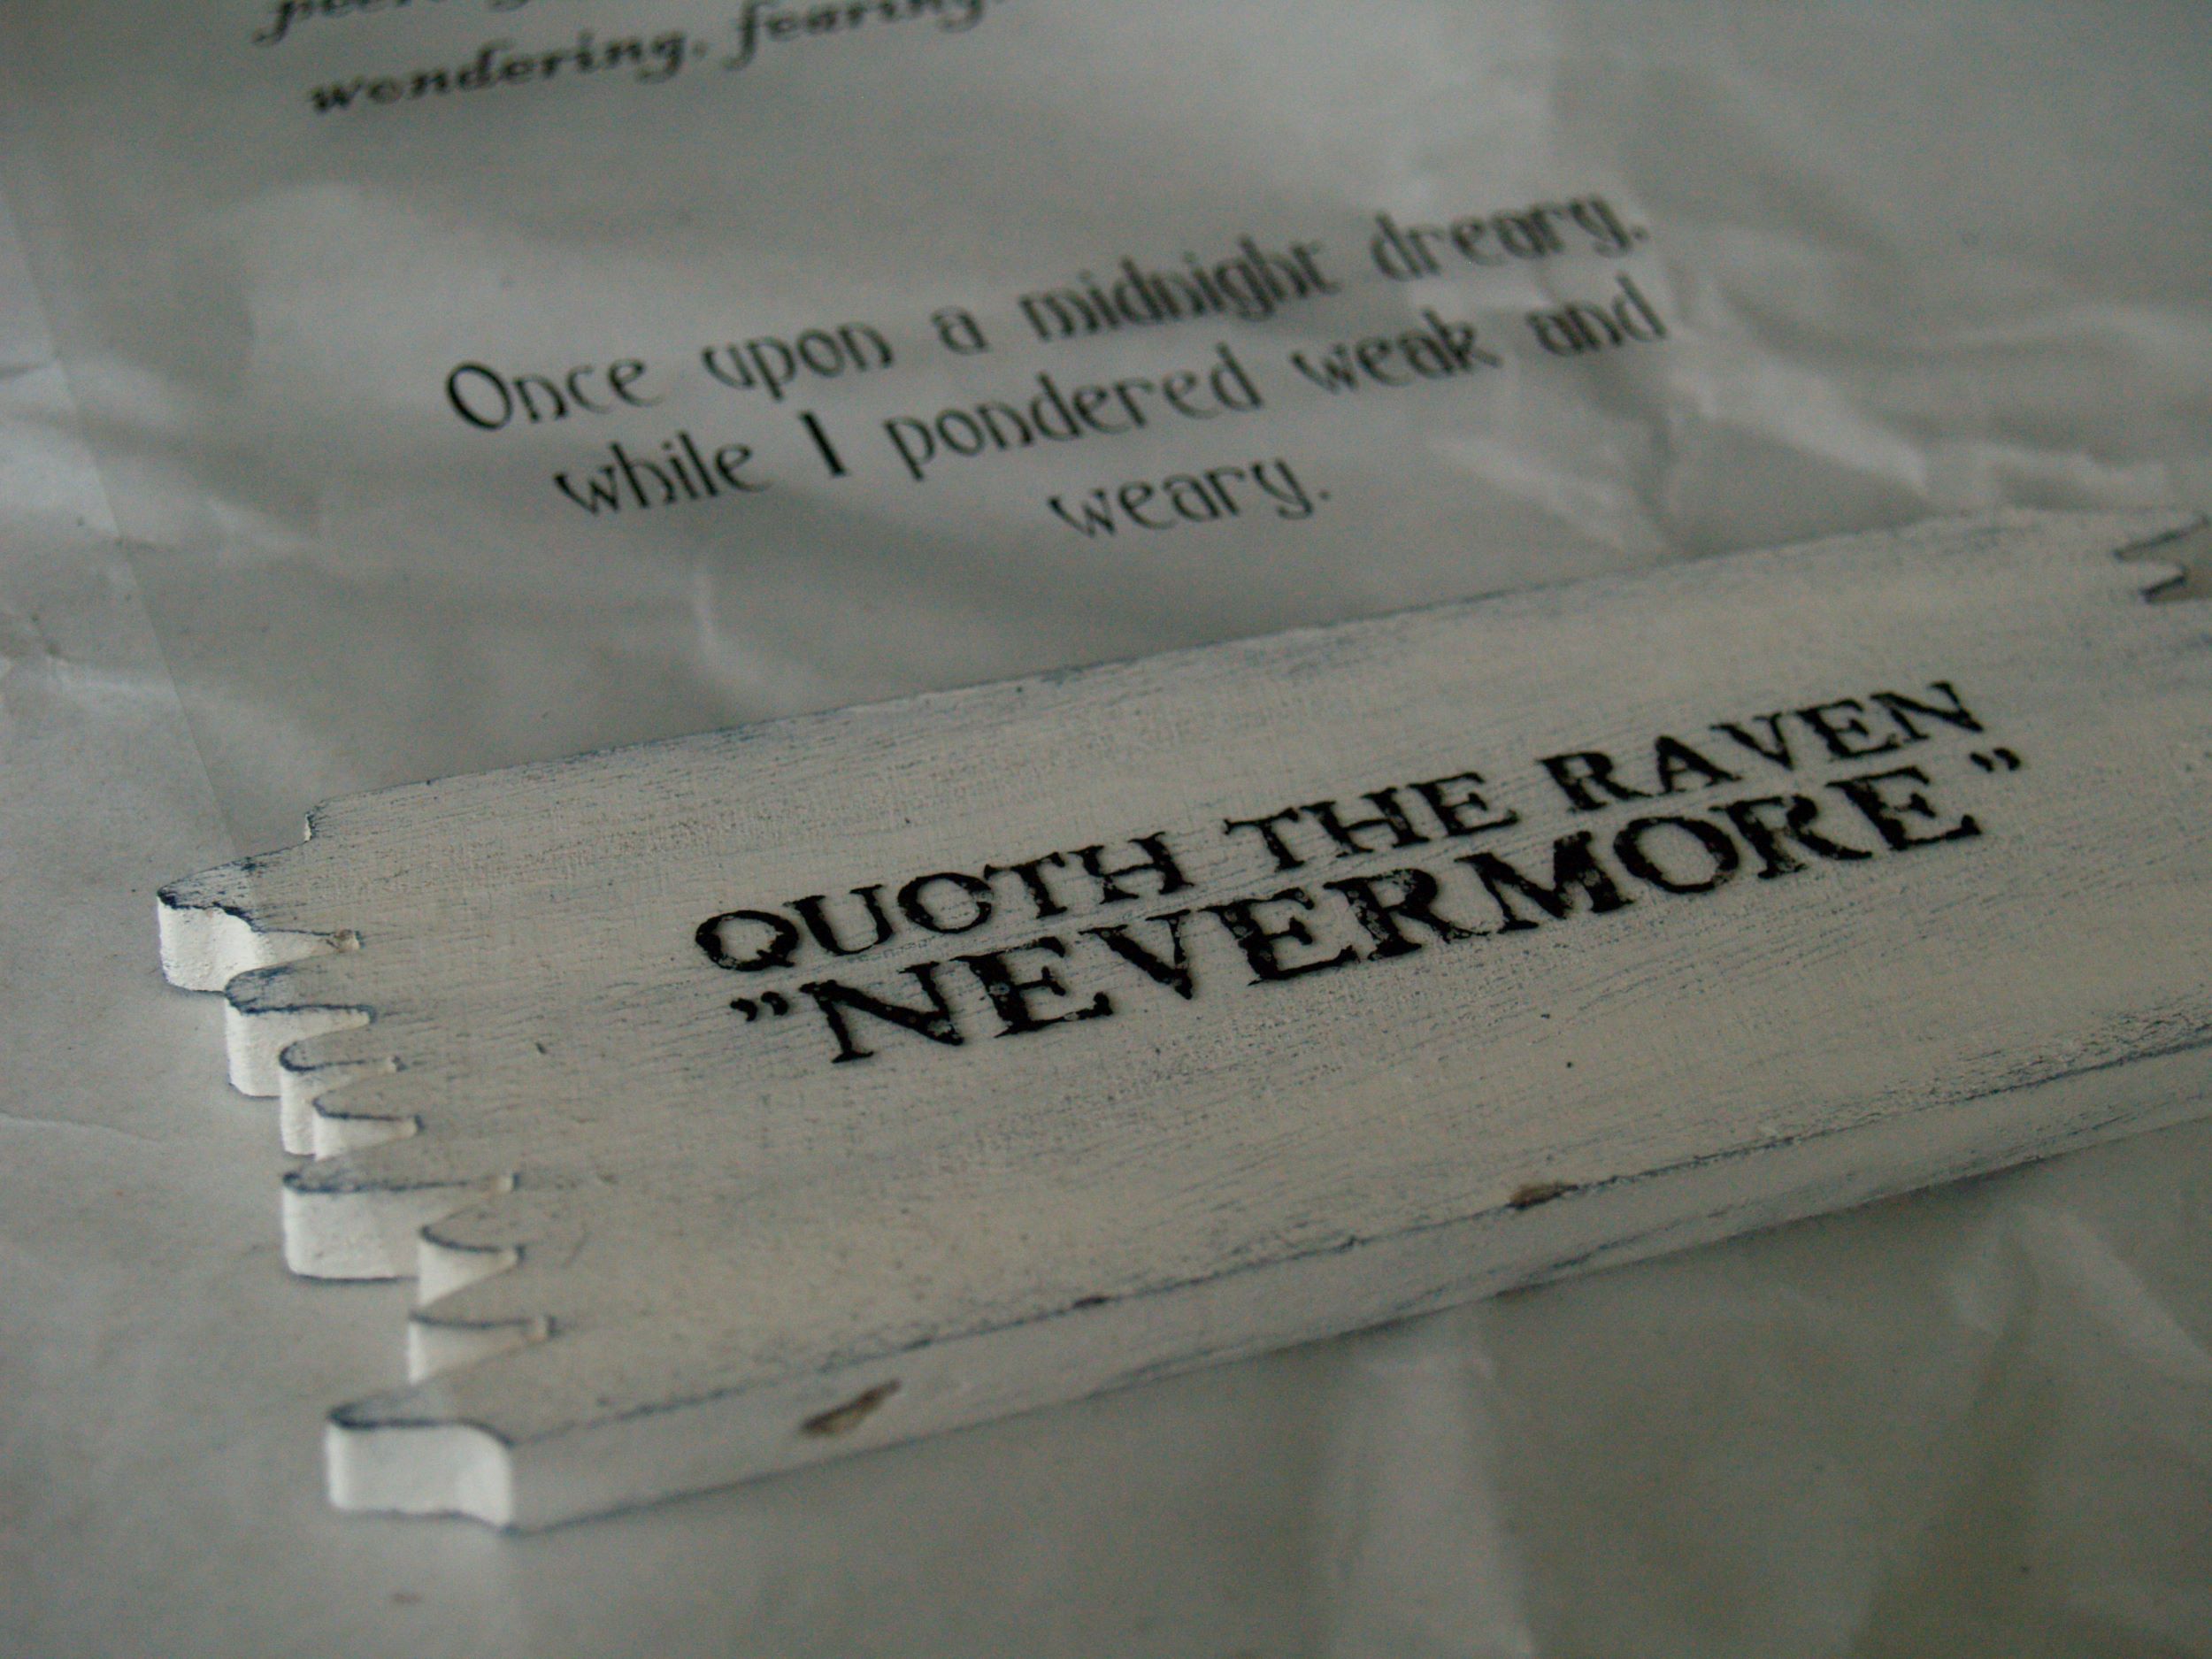 wondering, fearing,
Once upon a midnight dreary,
while I pondered weak and
weary.
QUOTH THE RAVEN
”NEVERMORE”